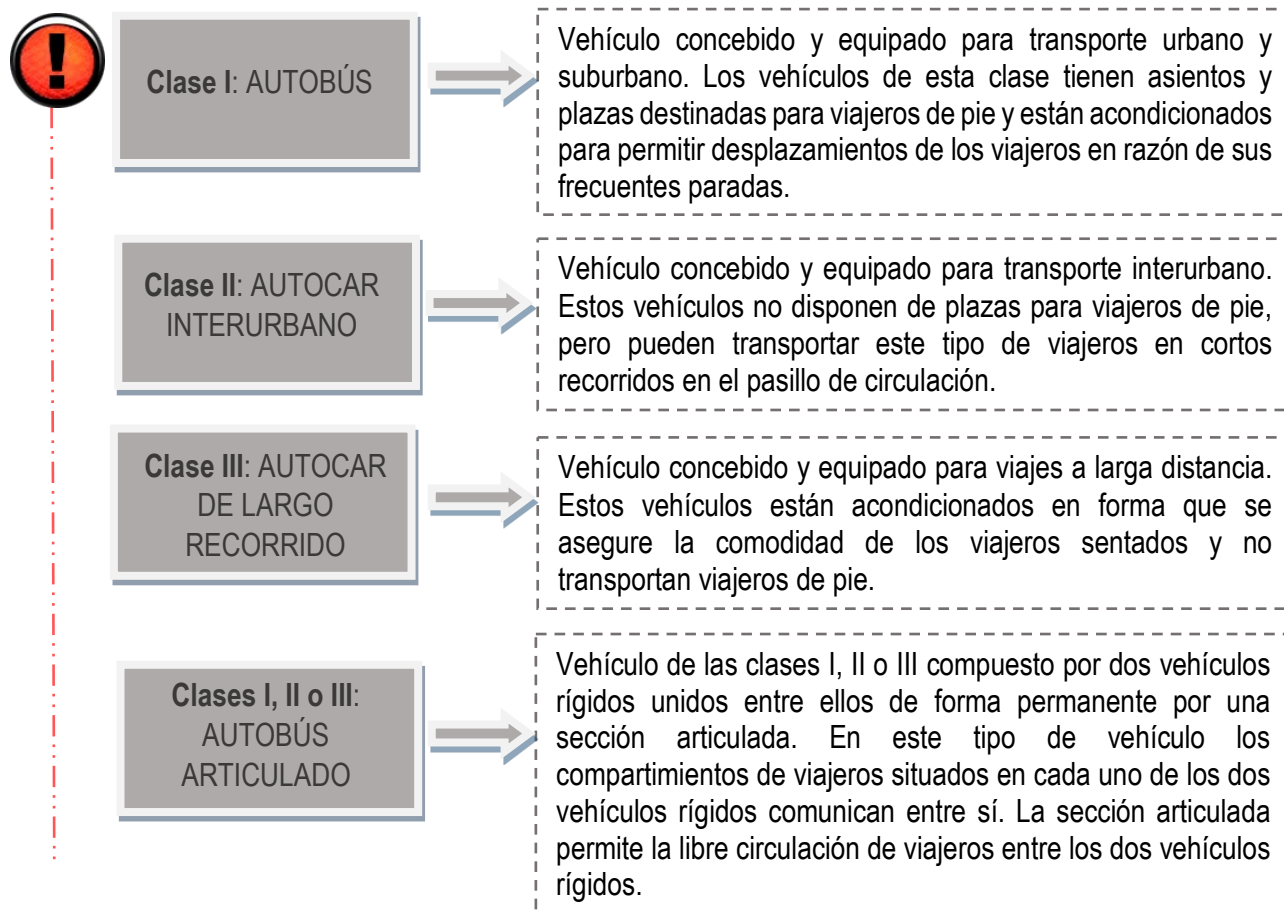 Clase I: AUTOBÚS
Vehículo concebido y equipado para transporte urbano y
suburbano. Los vehículos de esta clase tienen asientos y
plazas destinadas para viajeros de pie y están acondicionados
para permitir desplazamientos de los viajeros en razón de sus
frecuentes paradas.
Clase II: AUTOCAR
INTERURBANO
Vehículo concebido y equipado para transporte interurbano.
Estos vehículos no disponen de plazas para viajeros de pie,
pero pueden transportar este tipo de viajeros en cortos
recorridos en el pasillo de circulación.
Clase III: AUTOCAR
DE LARGO
RECORRIDO
Vehículo concebido y equipado para viajes a larga distancia.
Estos vehículos están acondicionados en forma que se
asegure la comodidad de los viajeros sentados y no
transportan viajeros de pie.
Clases I, II o III:
AUTOBÚS
ARTICULADO
Vehículo de las clases I, II o III compuesto por dos vehículos
rígidos unidos entre ellos de forma permanente por una
sección articulada. En este tipo de vehículo los
compartimientos de viajeros situados en cada uno de los dos
vehículos rígidos comunican entre sí. La sección articulada
permite la libre circulación de viajeros entre los dos vehículos
rígidos.